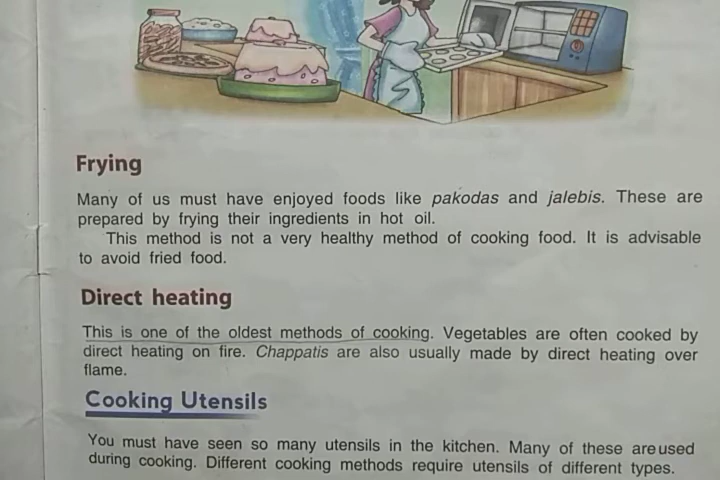 Frying
Many of us must have enjoyed foods like pakodas and jalebis. These are
prepared by frying their ingredients in hot oil.
This method is not a very healthy method of cooking food. It is advisable
to avoid fried food.
Direct heating
This is one of the oldest methods of cooking. Vegetables are often cooked by
direct heating on fire. Chappatis are also usually made by direct heating over
flame.
Cooking Utensils
You must have seen so many utensils in the kitchen. Many of these are used
during cooking. Different cooking methods require utensils of different types.